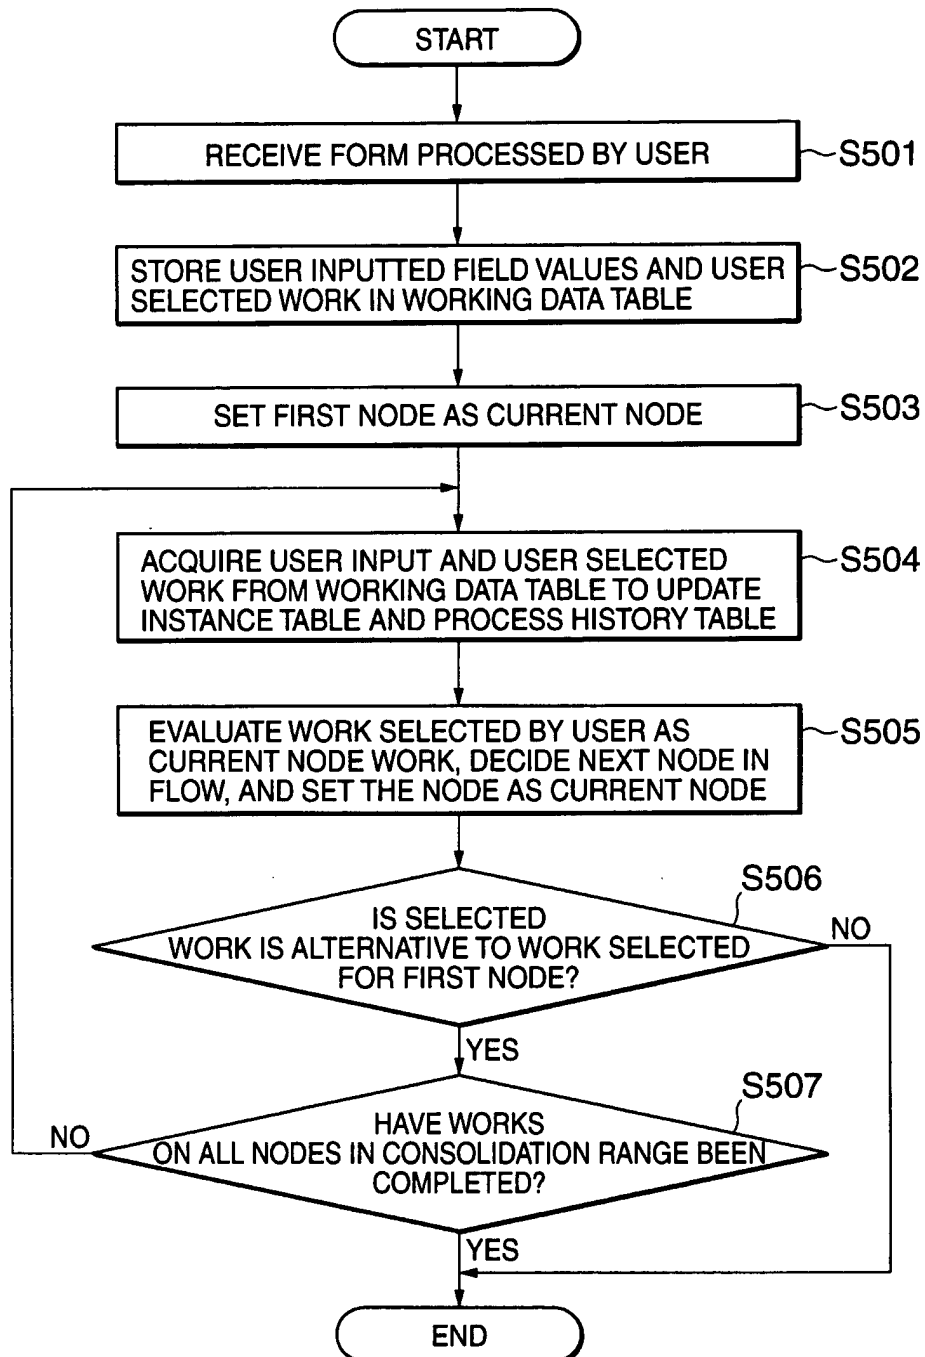 START
RECEIVE FORM PROCESSED BY USER
S501
STORE USER INPUTTED FIELD VALUES AND USER
SELECTED WORK IN WORKING DATA TABLE
S502
SET FIRST NODE AS CURRENT NODE
S503
ACQUIRE USER INPUT AND USER SELECTED
WORK FROM WORKING DATA TABLE TO UPDATE
INSTANCE TABLE AND PROCESS HISTORY TABLE
S504
EVALUATE WORK SELECTED BY USER AS
CURRENT NODE WORK, DECIDE NEXT NODE IN
FLOW, AND SET THE NODE AS CURRENT NODE
S505
S506
IS SELECTED
WORK IS ALTERNATIVE TO WORK SELECTED
FOR FIRST NODE?
NO
YES
S507
HAVE WORKS
ON ALL NODES IN CONSOLIDATION RANGE BEEN
COMPLETED?
NO
YES
END